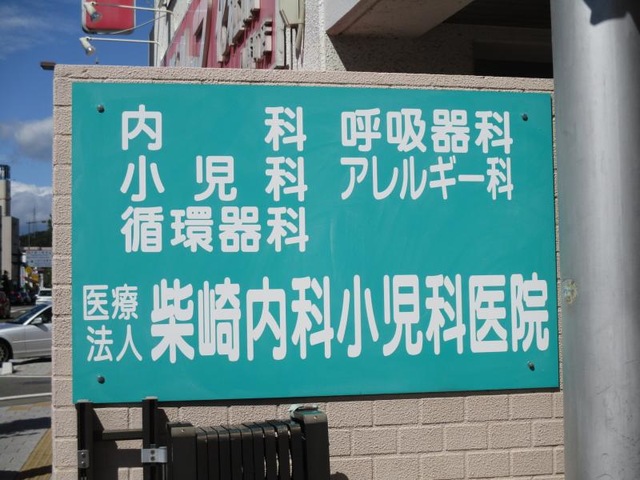 内科 呼吸器科
小児科 アレルギー科
循環器科
医療法人 柴崎内科小児科医院